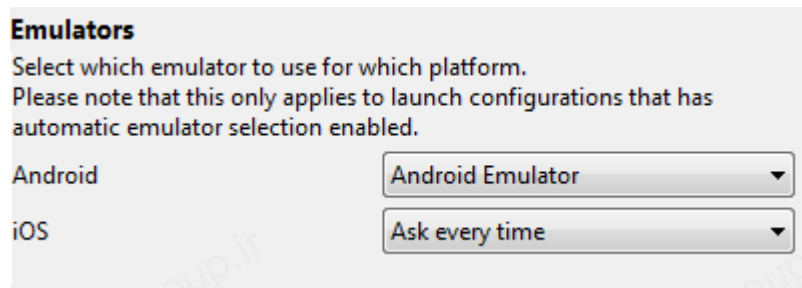 Emulators
Select which emulator to use for which platform.
Please note that this only applies to launch configurations that has
automatic emulator selection enabled.
Android Android Emulator
iOS Ask every time